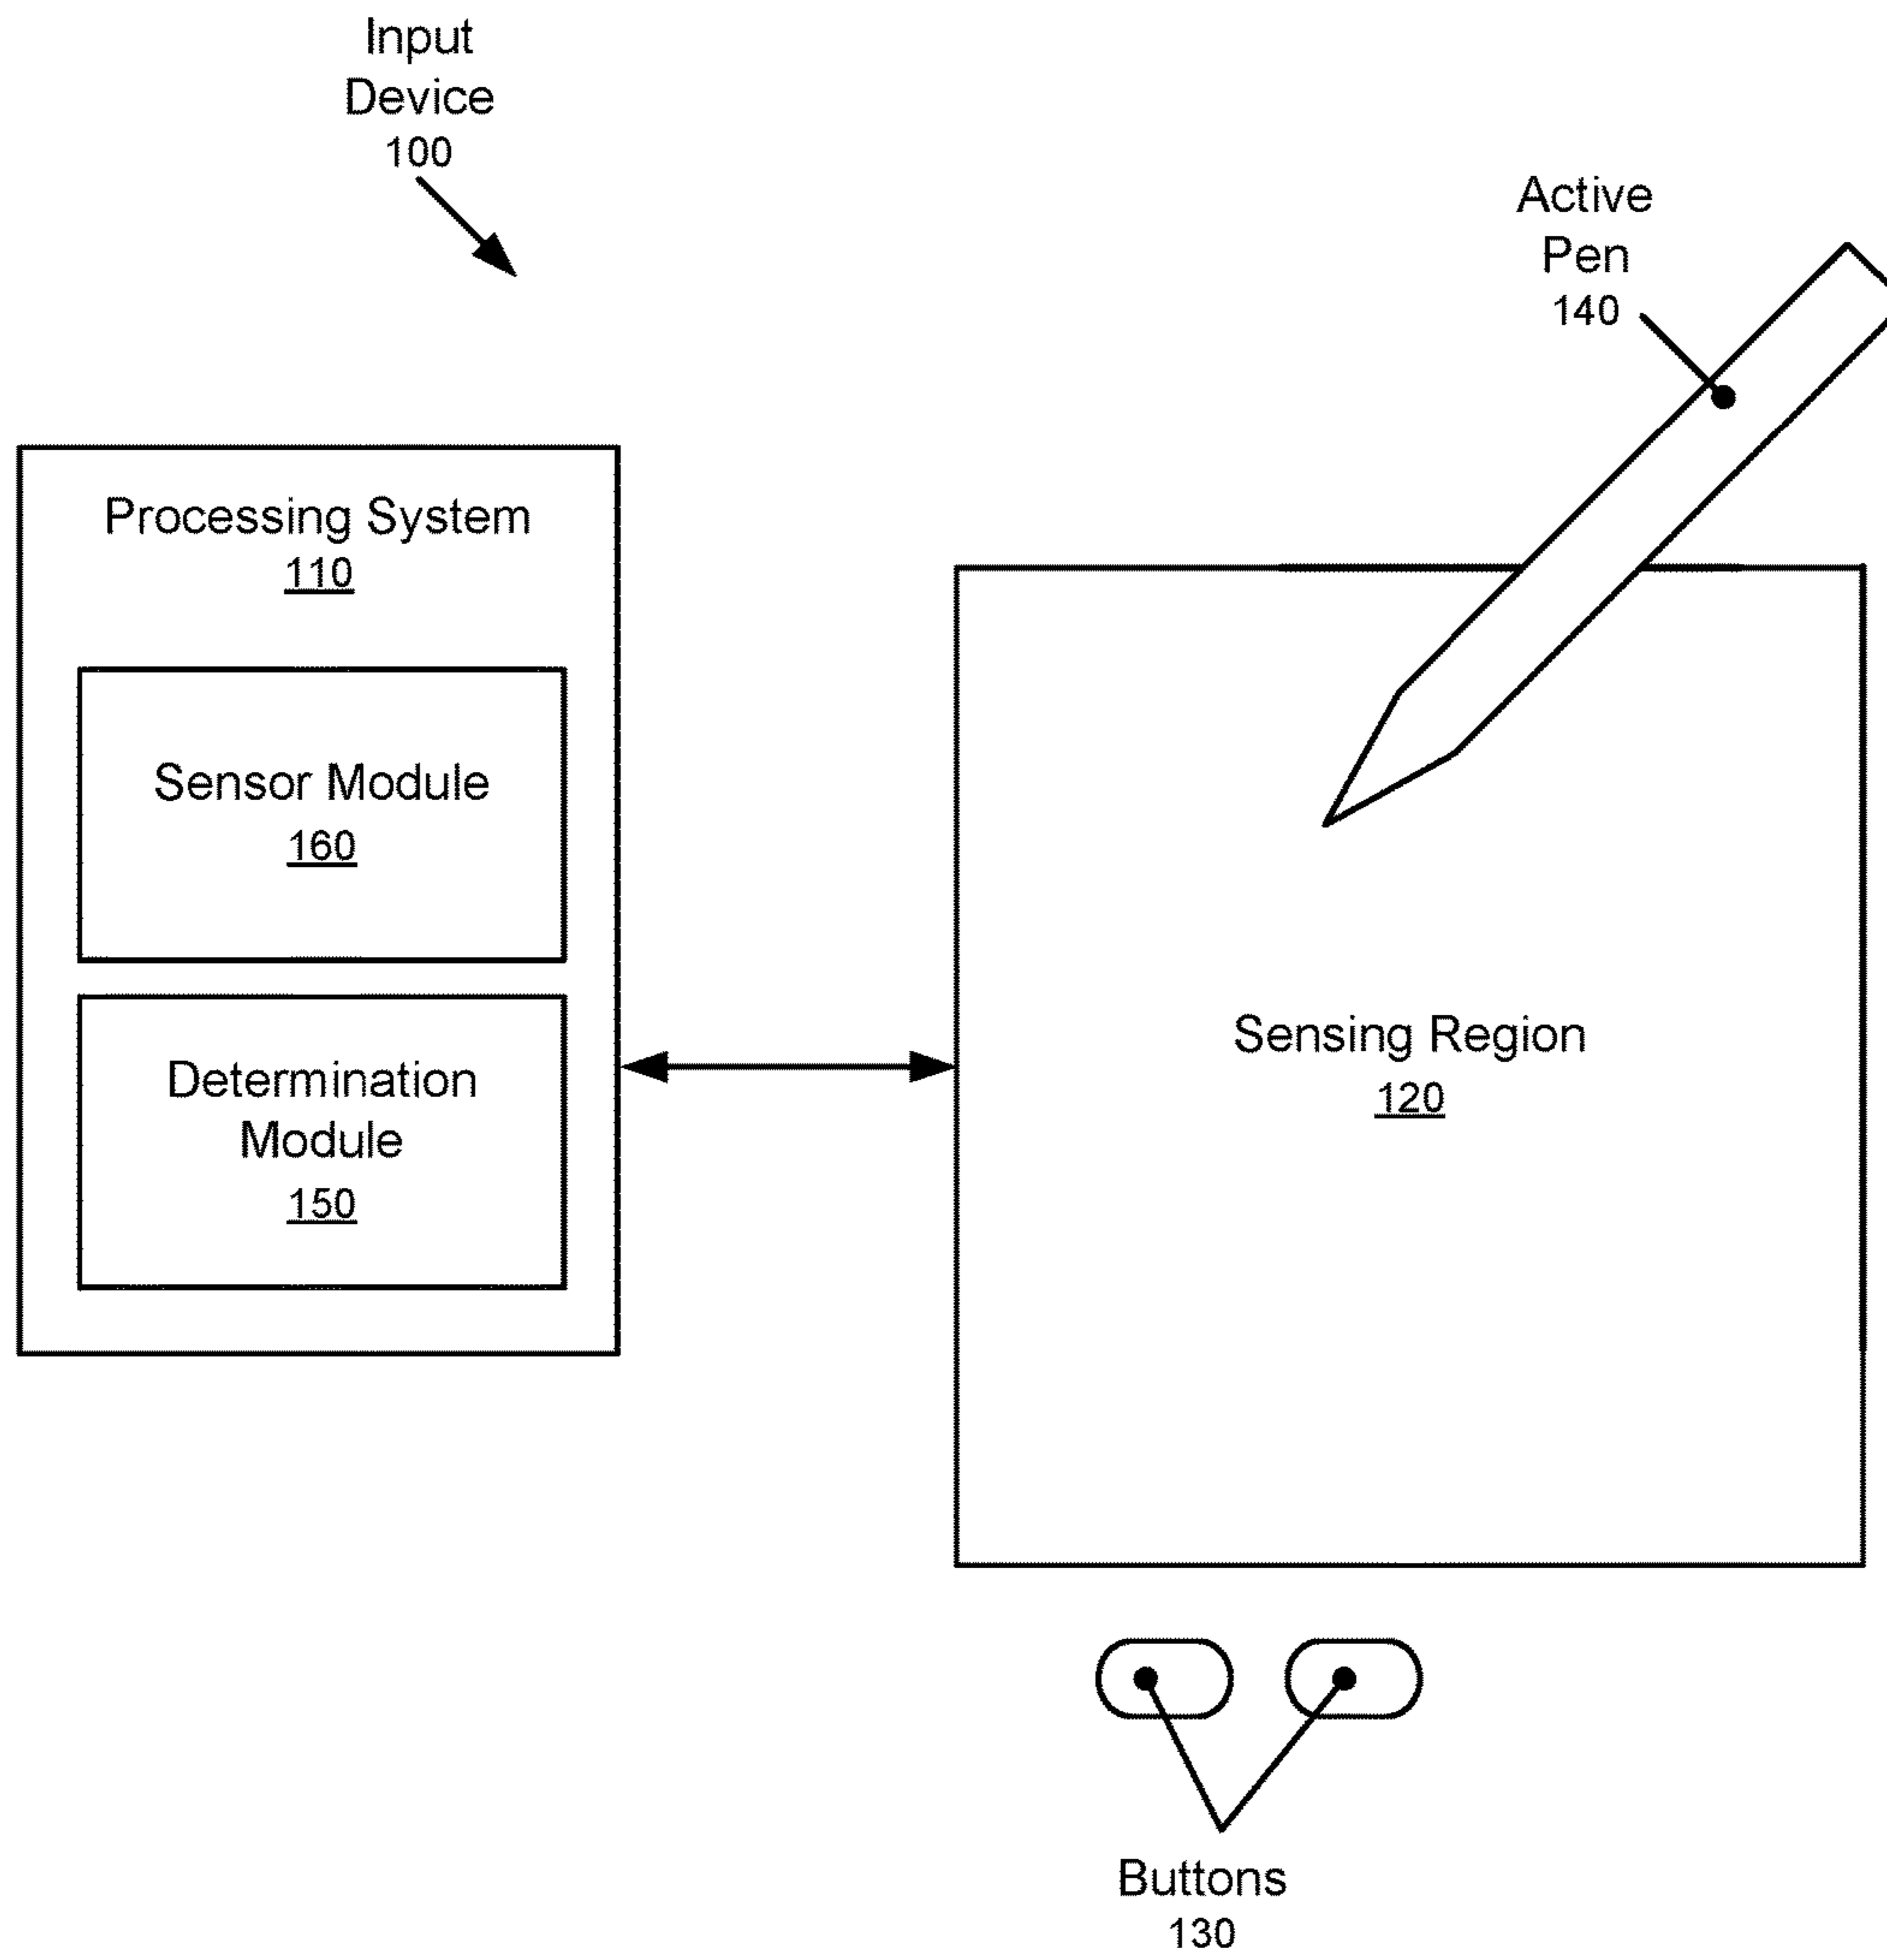 Input
Device
100
Active
Pen
140
Processing System
110
Sensor Module
160
Determination
Module
150
Sensing Region
120
Buttons
130